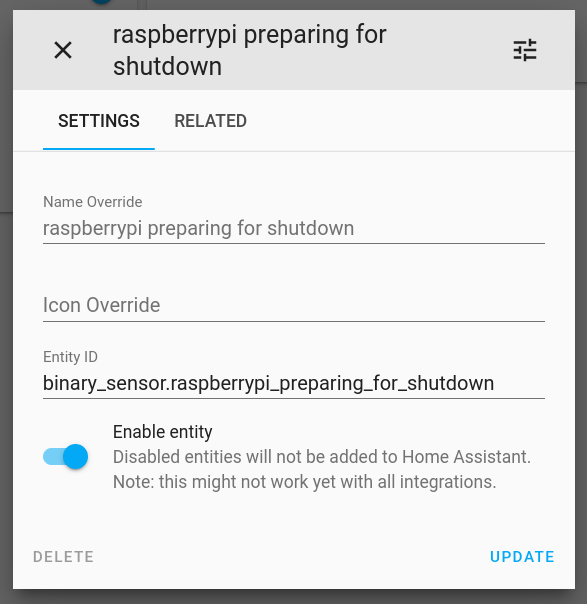 raspberrypi preparing for
shutdown
SETTINGS
RELATED
Name Override
raspberrypi preparing for shutdown
Icon Override
Entity ID
binary_sensor.raspberrypi_preparing_for_shutdown
Enable entity
Disabled entities will not be added to Home Assistant.
Note: this might not work yet with all integrations.
DELETE
UPDATE